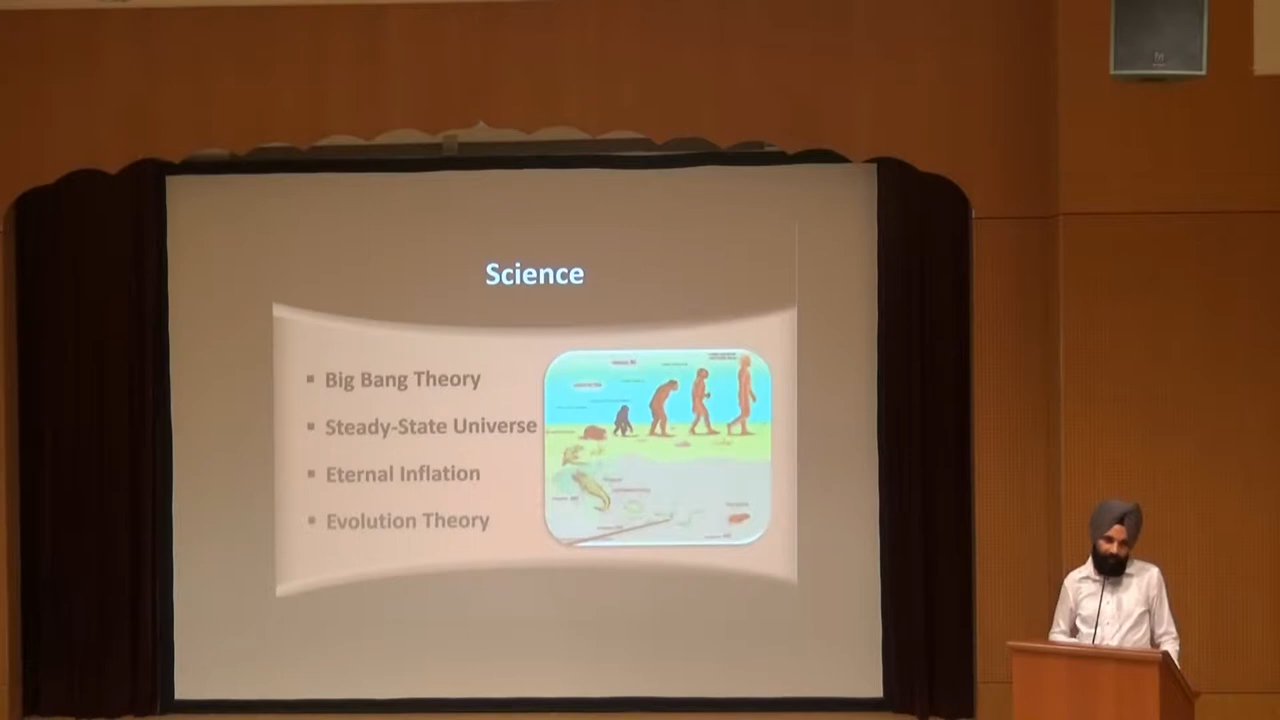 Science
▪ Big Bang Theory
▪ Steady-State Universe
▪ Eternal Inflation
▪ Evolution Theory